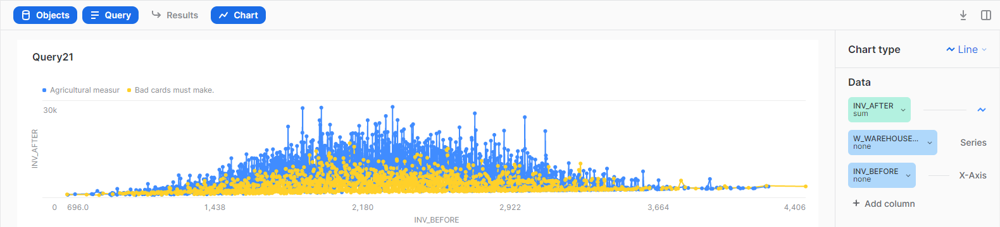 Objects Query Results Chart
Query21
Agricultural measur Bad cards must make.
30k
INV_AFTER
0 696.0 1,438 2,180 2,922 3,664 4,406
INV_BEFORE
Chart type Line
Data
INV_AFTER
sum
W_WAREHOUSE...
none
Series
INV_BEFORE
none
X-Axis
+ Add column